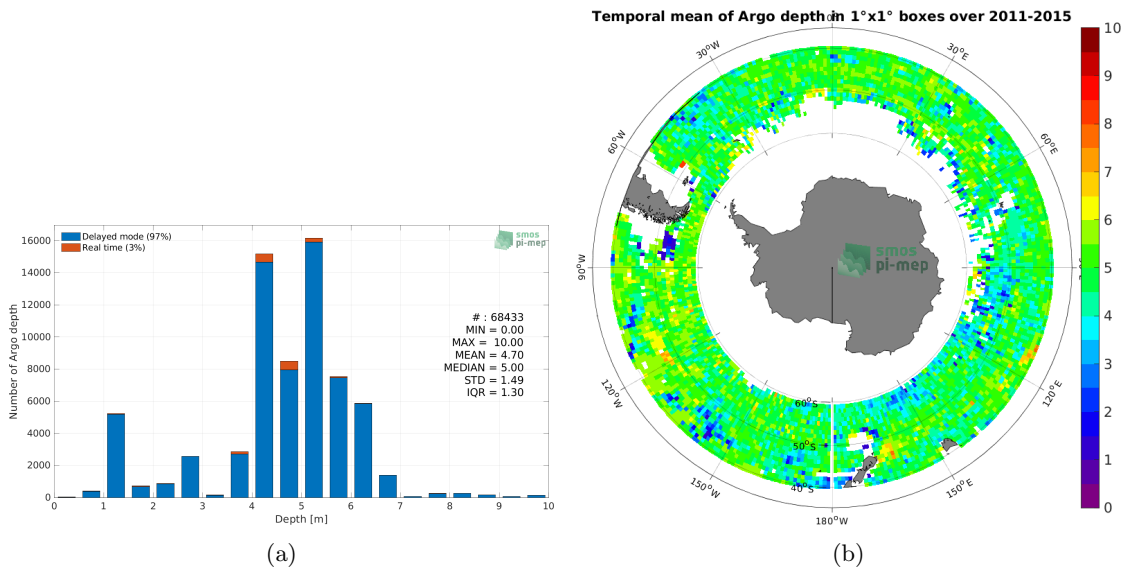 Temporal mean of Argo depth in 1°x1° boxes over 2011-2015
0°
30°W
30°E
60°W
60°E
90°W
120°W
120°E
150°W
150°E
180°W
60°S
50°S
40°S
smos
pi-mep
10
9
8
7
6
5
4
3
2
1
0
Delayed mode (97%)
Real time (3%)
smos
pi-mep
# : 68433
MIN = 0.00
MAX = 10.00
MEAN = 4.70
MEDIAN = 5.00
STD = 1.49
IQR = 1.30
Number of Argo depth
16000
14000
12000
10000
8000
6000
4000
2000
0
0 1 2 3 4 5 6 7 8 9 10
Depth [m]
(a)
(b)